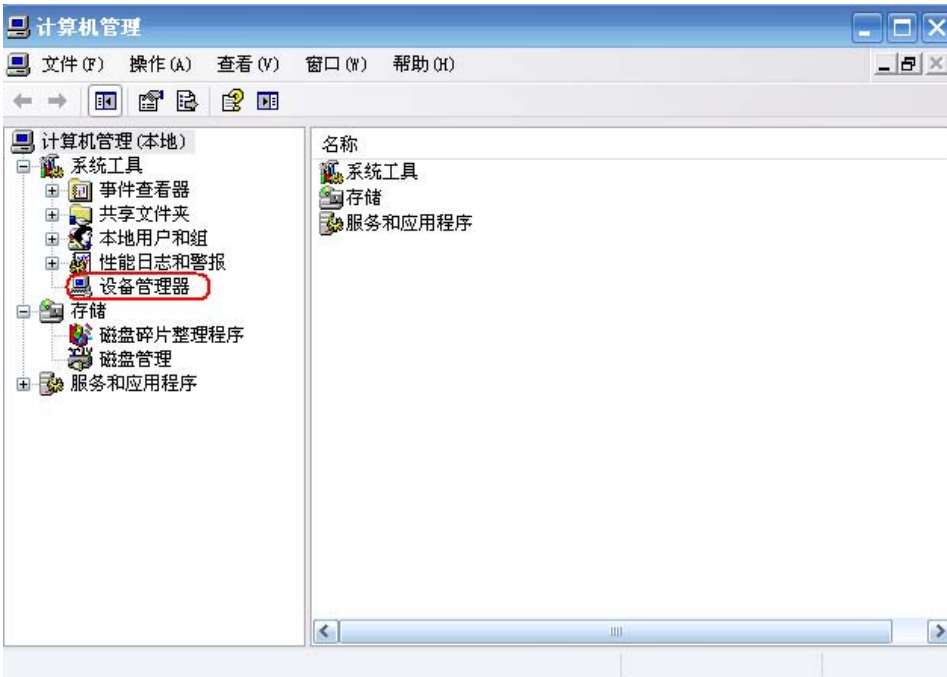 计算机管理
文件(F) 操作(A) 查看(V) 窗口(W) 帮助(H)
计算机管理(本地)
系统工具
事件查看器
共享文件夹
本地用户和组
性能日志和警报
设备管理器
存储
磁盘碎片整理程序
磁盘管理
服务和应用程序
名称
系统工具
存储
服务和应用程序